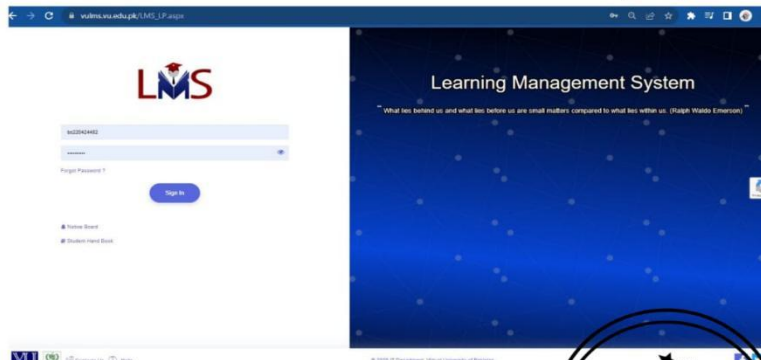 vulms.vu.edu.pk/LMS_LP.aspx
LMS
Learning Management System
" What lies behind us and what lies before us are small matters compared to what lies within us. (Ralph Waldo Emerson) "
Forgot Password ?
Sign In
Notice Board
Student Hand Book
VU